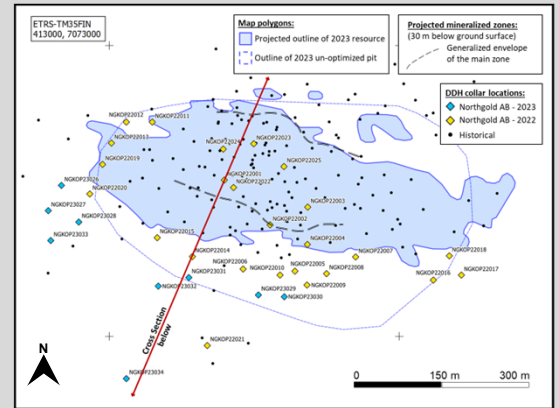 ETRS-TM35FIN
413000, 7073000
Map polygons:
Projected outline of 2023 resource
Outline of 2023 un-optimized pit
Projected mineralized zones:
(30 m below ground surface)
Generalized envelope
of the main zone
DDH collar locations:
Northgold AB - 2023
Northgold AB - 2022
Historical
NGKOP22012
NGKOP22011
NGKOP22013
NGKOP22023
NGKOP22019
NGKOP22025
NGKOP22001
NGKOP23026
NGKOP22020
NGKOP22003
NGKOP23027
NGKOP23028
NGKOP22002
NGKOP23033
NGKOP22015
NGKOP22004
NGKOP22014
NGKOP22006
NGKOP22007
NGKOP22018
NGKOP23031
NGKOP22010
NGKOP22005
NGKOP22008
NGKOP22016
NGKOP22017
NGKOP23032
NGKOP23029
NGKOP22009
NGKOP23030
NGKOP22021
NGKOP23034
Cross Section
below
N
0 150 m 300 m